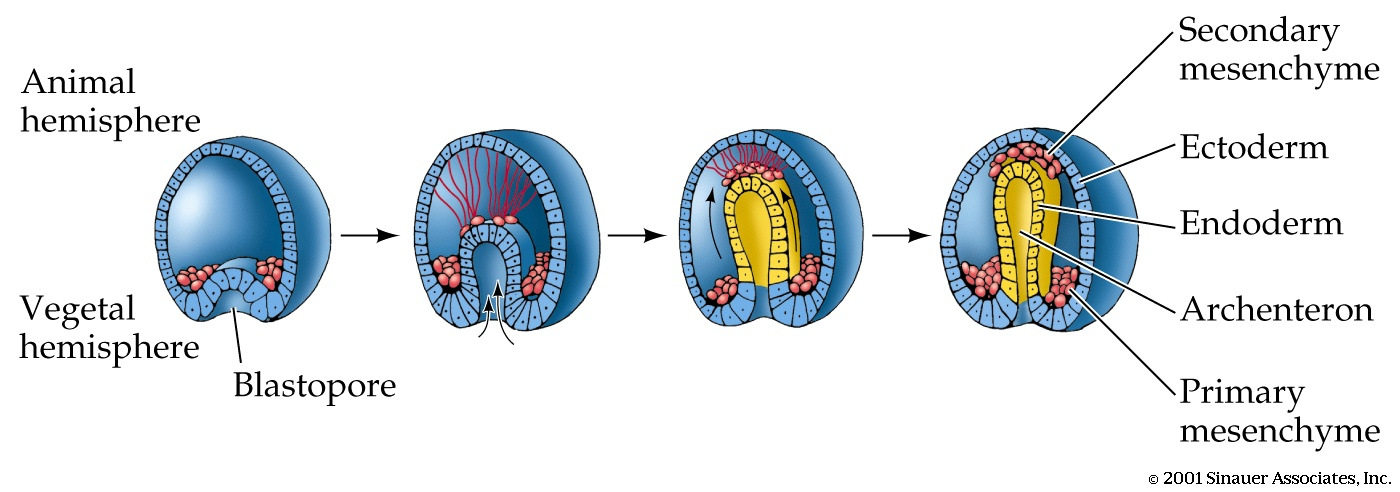 Animal
hemisphere
Vegetal
hemisphere
Blastopore
Secondary
mesenchyme
Ectoderm
Endoderm
Archenteron
Primary
mesenchyme
© 2001 Sinauer Associates, Inc.